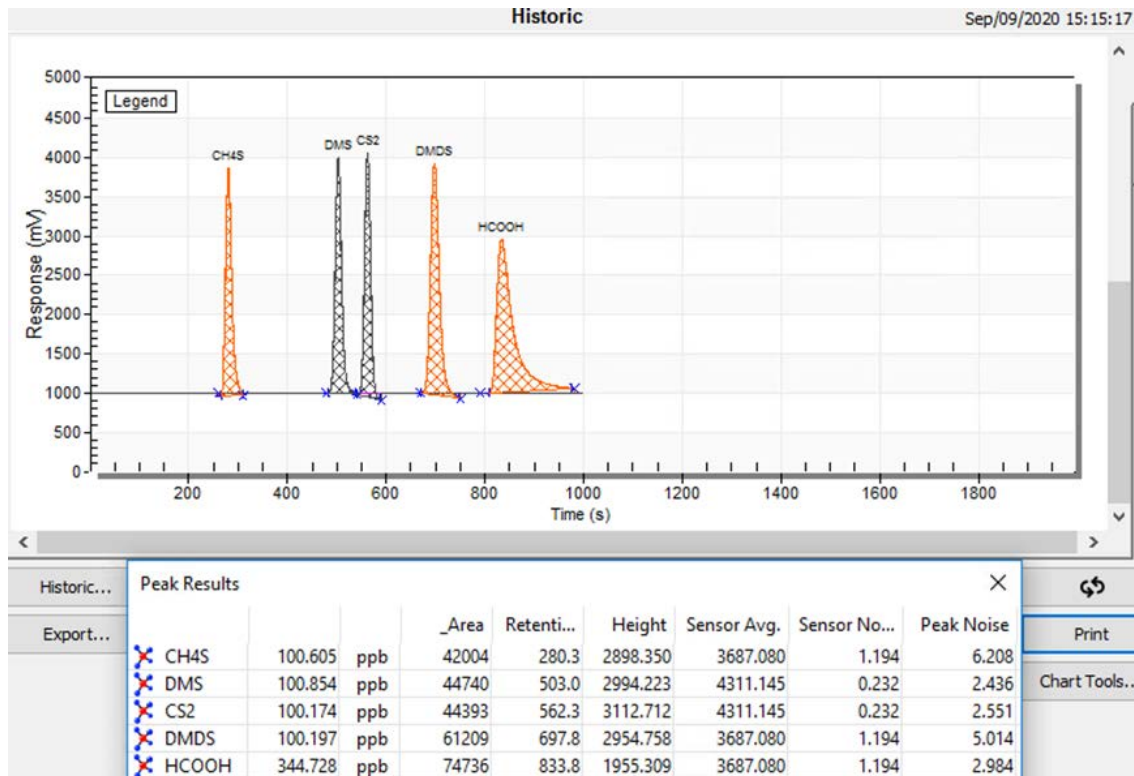 Historic Sep/09/2020 15:15:17
5000
Legend
4500
4000
CH4S DMS CS2 DMDS
3500
HCOOH
3000
2500
2000
1500
1000
500
0
Response (mV)
200 400 600 800 1000 1200 1400 1600 1800
Time (s)
Historic... Peak Results
Export... _Area Retenti... Height Sensor Avg. Sensor No... Peak Noise Print
CH4S 100.605 ppb 42004 280.3 2898.350 3687.080 1.194 6.208
DMS 100.854 ppb 44740 503.0 2994.223 4311.145 0.232 2.436 Chart Tools..
CS2 100.174 ppb 44393 562.3 3112.712 4311.145 0.232 2.551
DMDS 100.197 ppb 61209 697.8 2954.758 3687.080 1.194 5.014
HCOOH 344.728 ppb 74736 833.8 1955.309 3687.080 1.194 2.984